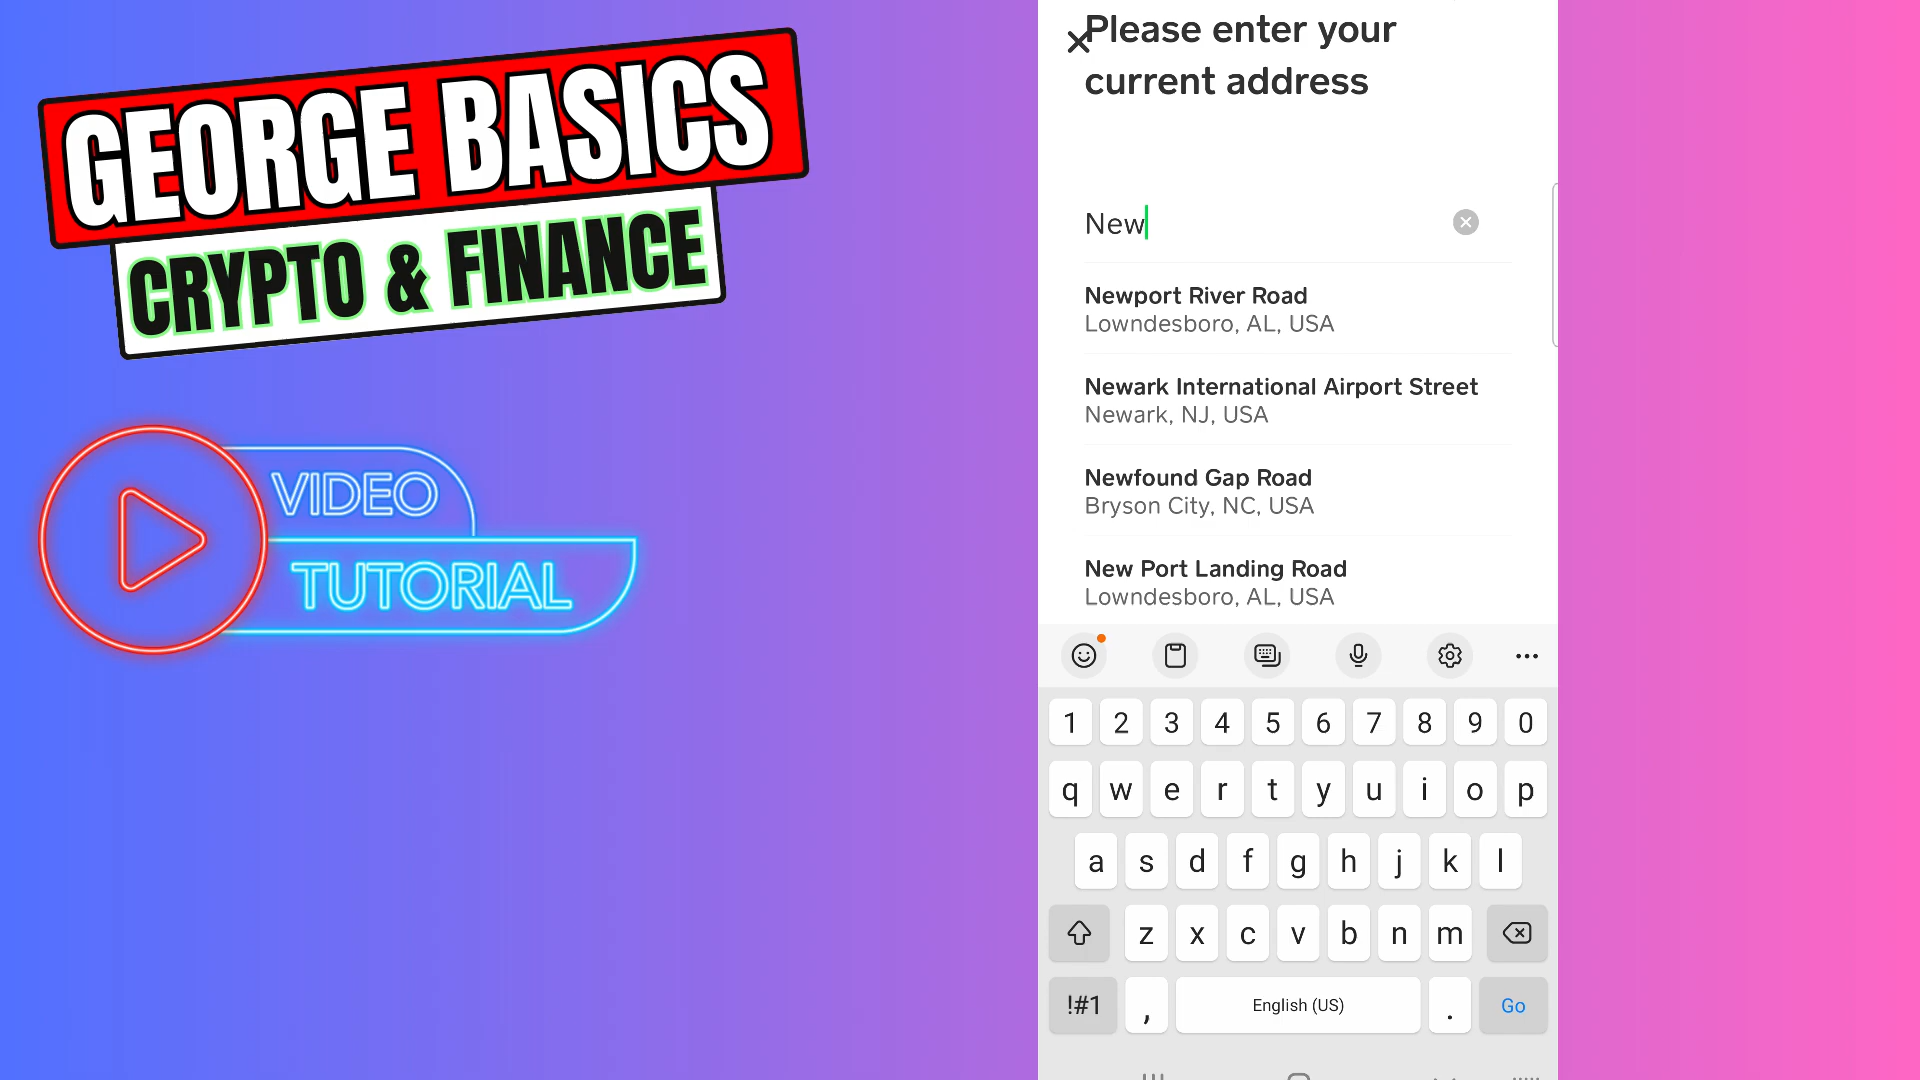 GEORGE BASICS
CRYPTO & FINANCE
VIDEO
TUTORIAL
Please enter your
current address
New
Newport River Road
Lowndesboro, AL, USA
Newark International Airport Street
Newark, NJ, USA
Newfound Gap Road
Bryson City, NC, USA
New Port Landing Road
Lowndesboro, AL, USA
1 2 3 4 5 6 7 8 9 0
q w e r t y u i o p
a s d f g h j k l
z x c v b n m
!#1 , English (US) . Go